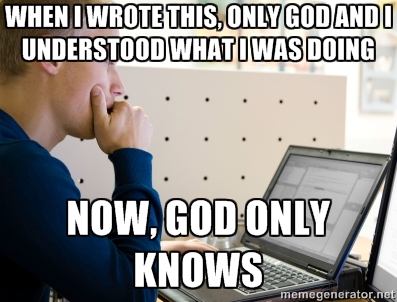 WHEN I WROTE THIS, ONLY GOD AND I
UNDERSTOOD WHAT I WAS DOING
NOW, GOD ONLY
KNOWS
memegenerator.net